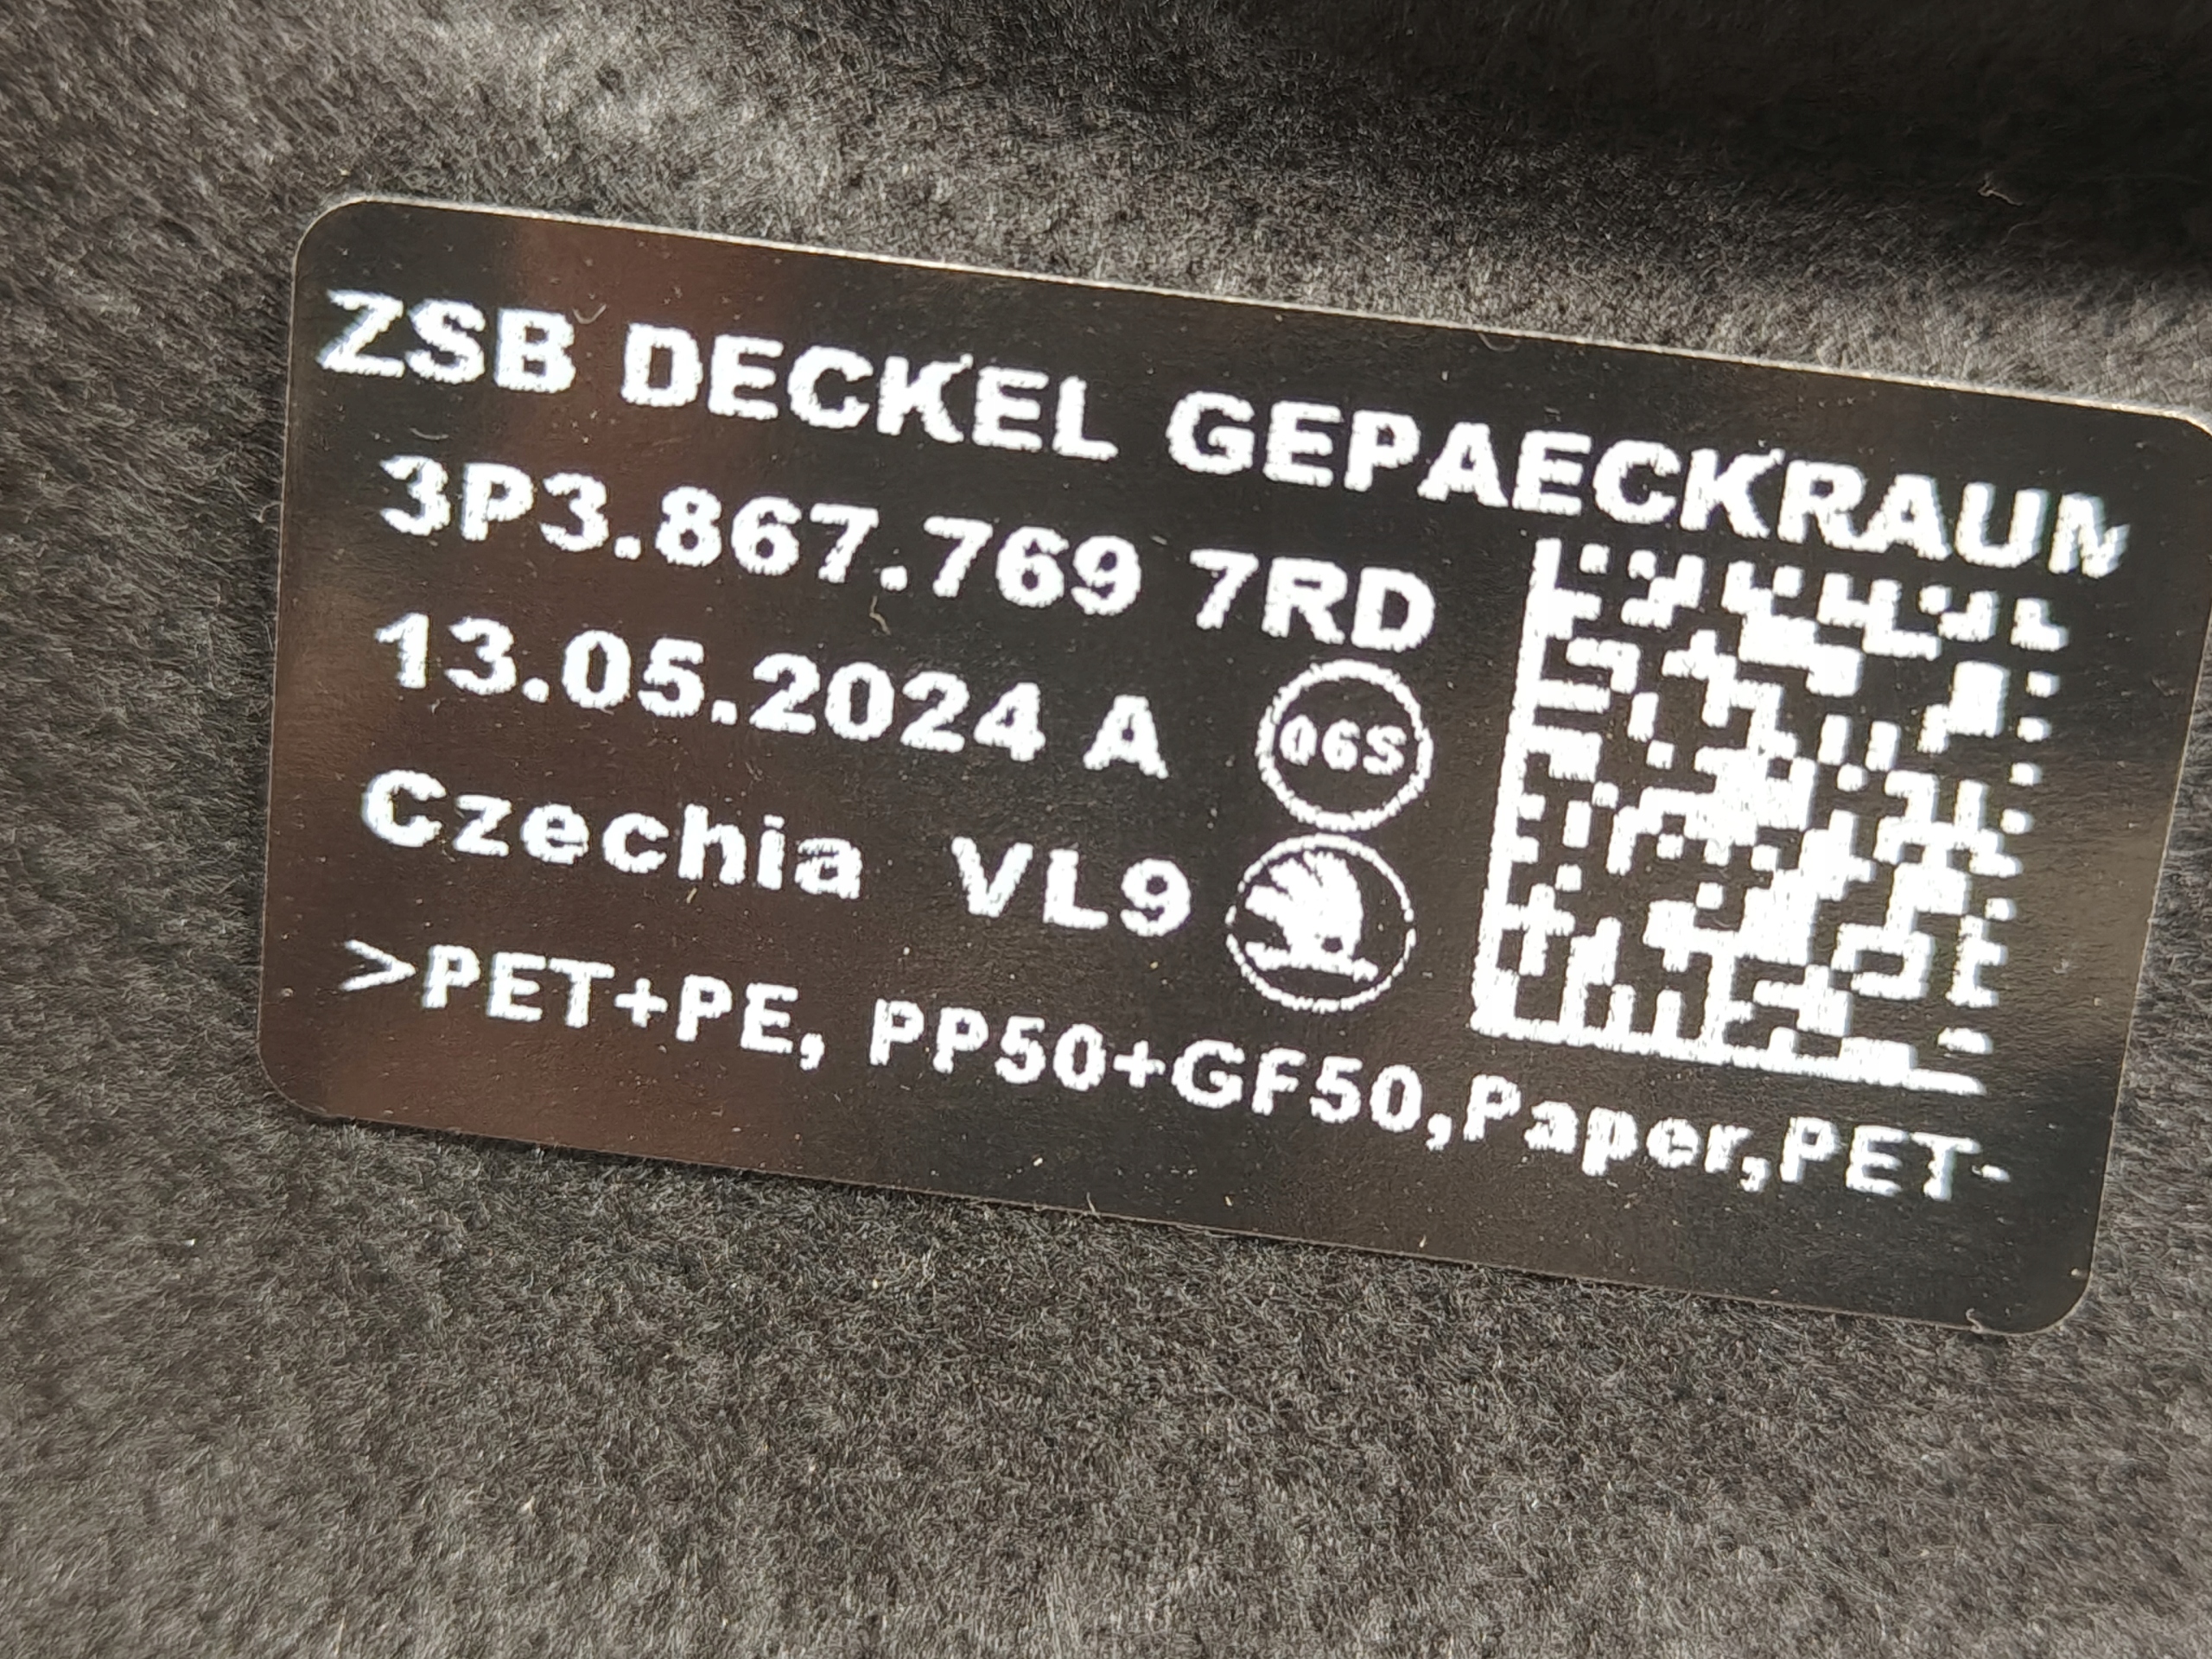 ZSB DECKEL GEPAECKRAUM
3P3.867.769 7RD
13.05.2024 A 06S
Czechia VL9
>PET+PE, PP50+GF50,Paper,PET-